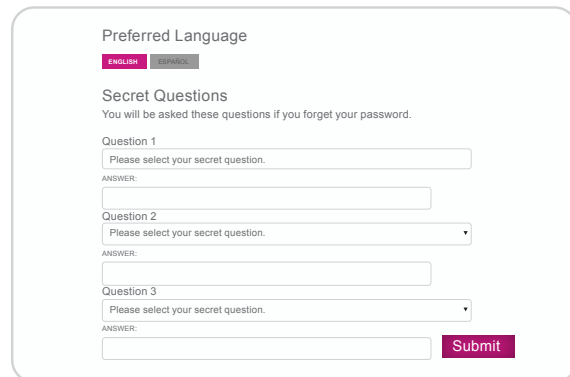 Preferred Language
ENGLISH ESPAÑOL
Secret Questions
You will be asked these questions if you forget your password.
Question 1
Please select your secret question.
ANSWER:
Question 2
Please select your secret question.
ANSWER:
Question 3
Please select your secret question.
ANSWER:
Submit